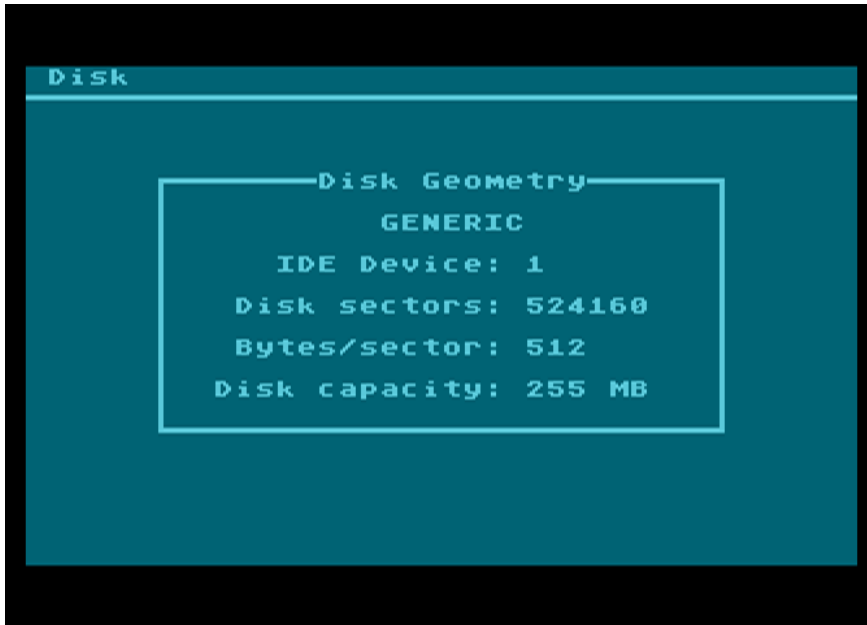 Disk
Disk Geometry
GENERIC
IDE Device: 1
Disk sectors: 524160
Bytes/sector: 512
Disk capacity: 255 MB